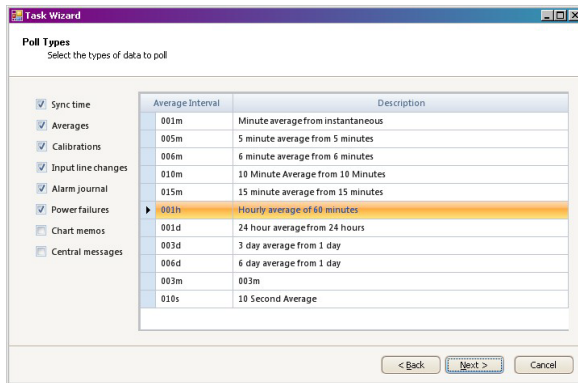 Task Wizard
Poll Types
Select the types of data to poll
Sync time
Averages
Calibrations
Input line changes
Alarm journal
Power failures
Chart memos
Central messages
Average Interval Description
001m Minute average from instantaneous
005m 5 minute average from 5 minutes
006m 6 minute average from 6 minutes
010m 10 Minute Average from 10 Minutes
015m 15 minute average from 15 minutes
001h Hourly average of 60 minutes
001d 24 hour average from 24 hours
003d 3 day average from 1 day
006d 6 day average from 1 day
003m 003m
010s 10 Second Average
< Back Next > Cancel